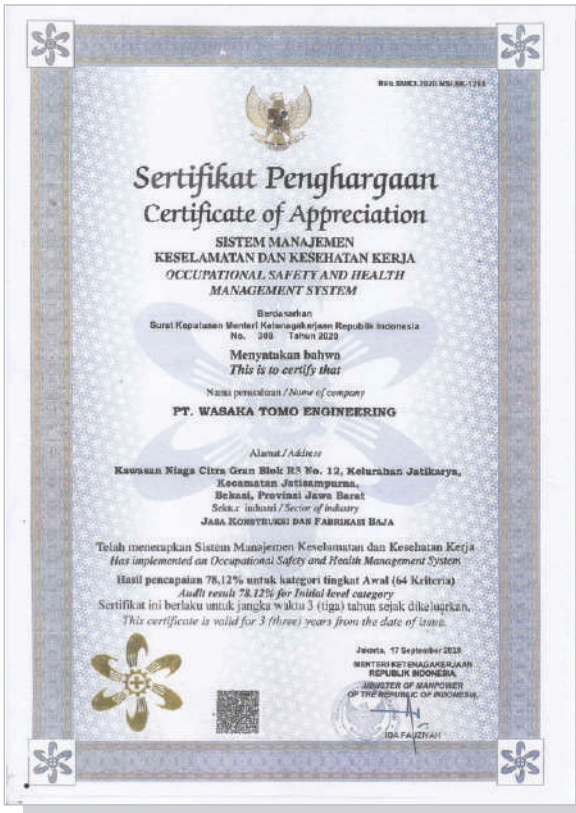 Sertifikat Penghargaan
Certificate of Appreciation
SISTEM MANAJEMEN
KESELAMATAN DAN KESEHATAN KERJA
OCCUPATIONAL SAFETY AND HEALTH
MANAGEMENT SYSTEM
Berdasarkan
Surat Keputusan Menteri Ketenagakerjaan Republik Indonesia
No. Tahun 2020
Menyatakan bahwa
This is to certify that
Nama perusahaan / Name of company
PT. WASAKA TOMO ENGINEERING
Alamat / Address
Kawasan Niaga Citra Gran Blok R3 No. 12, Kelurahan Jatikarya,
Kecamatan Jatisampurna,
Bekasi, Provinsi Jawa Barat
industri / Sector of industry
JASA KONSTRUKSI DAN FABRIKASI BAJA
Telah menerapkan Sistem Manajemen Keselamatan dan Kesehatan Kerja
Has implemented an Occupational Safety and Health Management System
Hasil pencapaian 78,12% untuk kategori tingkat Awal (64 Kriteria)
Audit result 78.12% for Initial level category
Sertifikat ini berlaku untuk jangka waktu 3 (tiga) tahun sejak dikeluarkan.
This certificate is valid for 3 (three) years from the date of issue.
Jakarta, 17 September 2020
MENTERI KETENAGAKERJAAN
REPUBLIK INDONESIA
MINISTER OF MANPOWER
OF THE REPUBLIC OF INDONESIA,
IDA FAUZIYAH